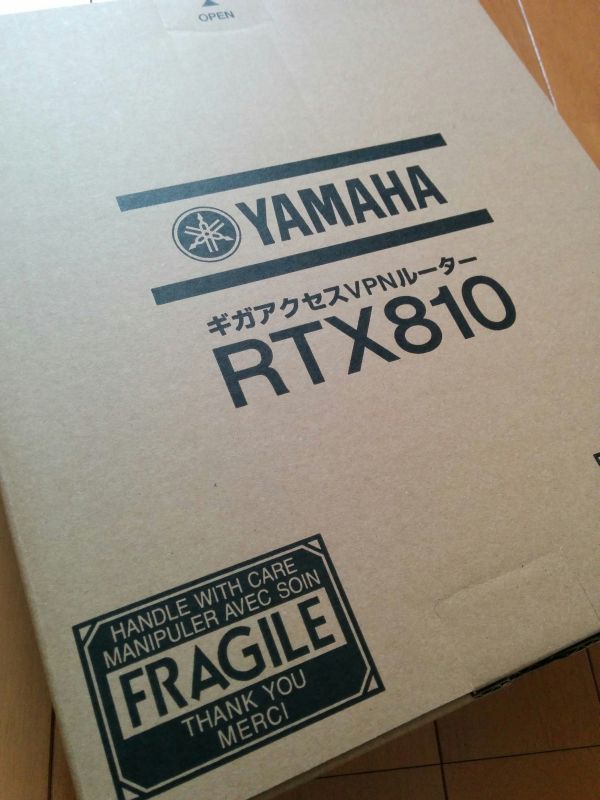 OPEN
YAMAHA
ギガアクセスVPNルーター
RTX810
HANDLE WITH CARE
MANIPULER AVEC SOIN
FRAGILE
THANK YOU
MERCI